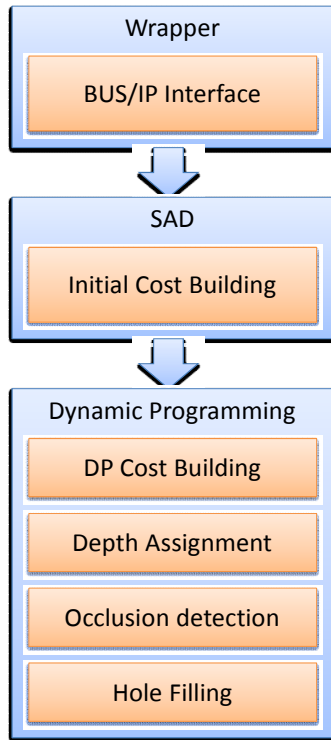 Wrapper
BUS/IP Interface
SAD
Initial Cost Building
Dynamic Programming
DP Cost Building
Depth Assignment
Occlusion detection
Hole Filling